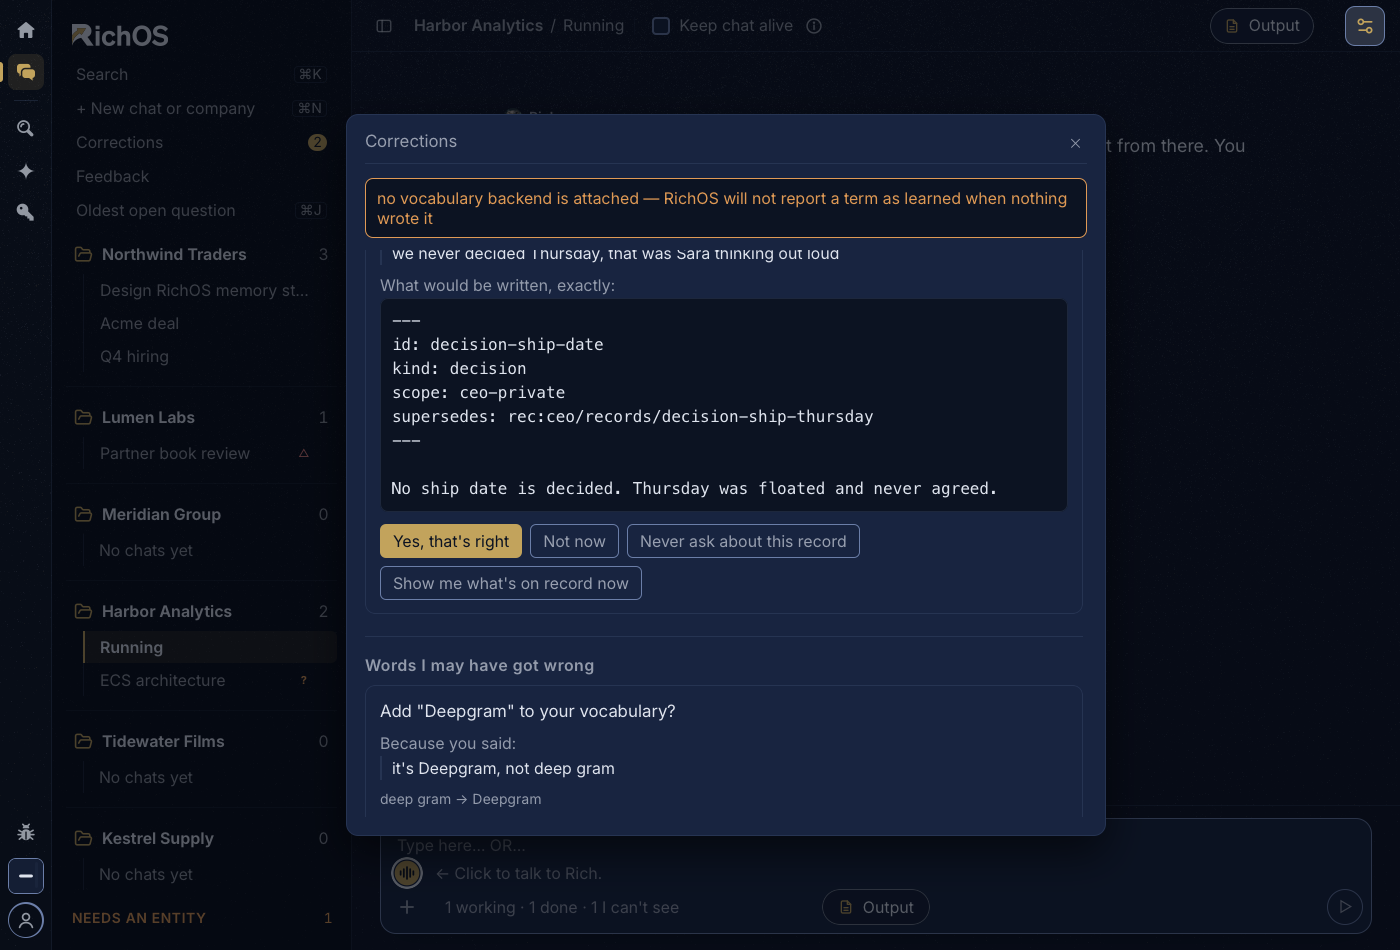 RichOS
Search ⌘K
+ New chat or company ⌘N
Corrections 2
Feedback
Oldest open question ⌘J
Northwind Traders 3
Design RichOS memory st...
Acme deal
Q4 hiring
Lumen Labs 1
Partner book review
Meridian Group 0
No chats yet
Harbor Analytics 2
Running
ECS architecture ?
Tidewater Films 0
No chats yet
Kestrel Supply 0
No chats yet
NEEDS AN ENTITY 1
Harbor Analytics / Running
Keep chat alive
Output
t from there. You
Corrections
no vocabulary backend is attached — RichOS will not report a term as learned when nothing
wrote it
we never decided Thursday, that was Sara thinking out loud
What would be written, exactly:
---
id: decision-ship-date
kind: decision
scope: ceo-private
supersedes: rec:ceo/records/decision-ship-thursday
---
No ship date is decided. Thursday was floated and never agreed.
Yes, that's right
Not now
Never ask about this record
Show me what's on record now
Words I may have got wrong
Add "Deepgram" to your vocabulary?
Because you said:
it's Deepgram, not deep gram
deep gram → Deepgram
Type here... OR...
← Click to talk to Rich.
1 working · 1 done · 1 I can't see
Output